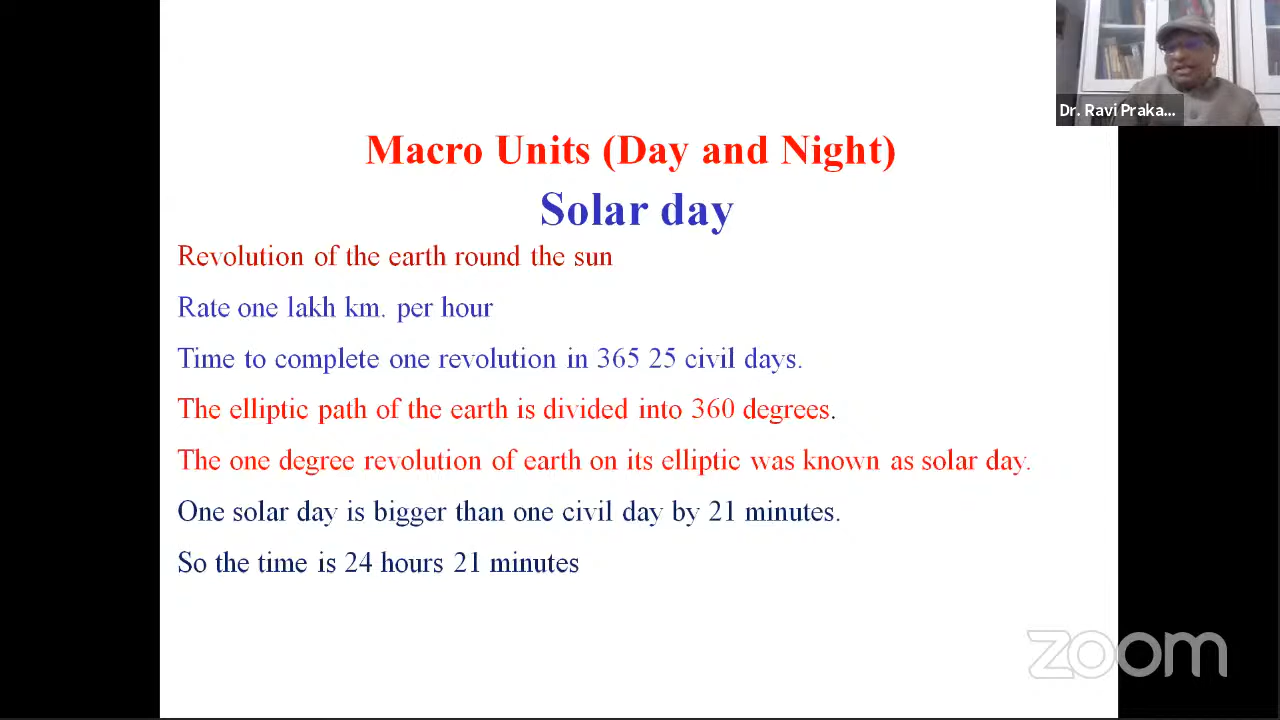 Dr. Ravi Praka...
Macro Units (Day and Night)
Solar day
Revolution of the earth round the sun
Rate one lakh km. per hour
Time to complete one revolution in 365 25 civil days.
The elliptic path of the earth is divided into 360 degrees.
The one degree revolution of earth on its elliptic was known as solar day.
One solar day is bigger than one civil day by 21 minutes.
So the time is 24 hours 21 minutes
zoom